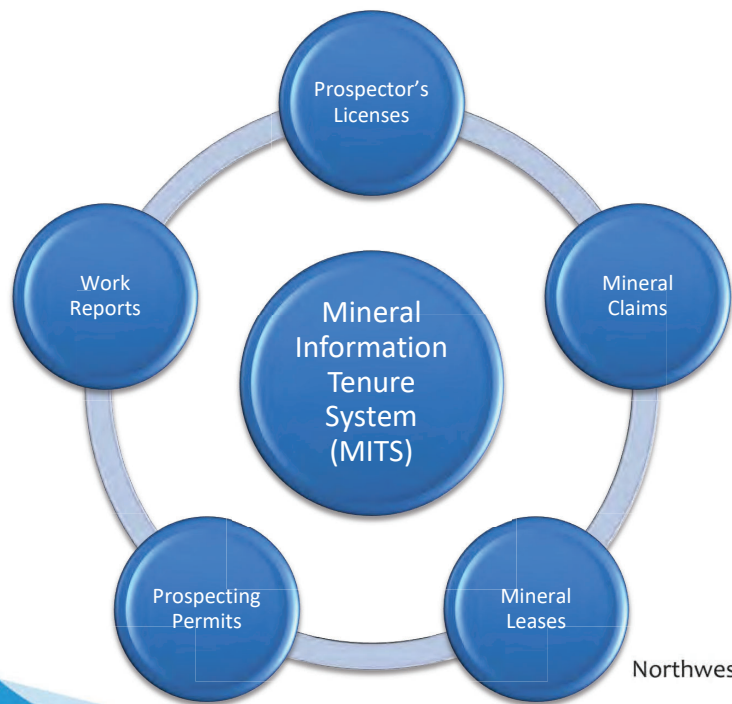 Prospector's
Licenses
Work
Reports
Mineral
Claims
Mineral
Information
Tenure
System
(MITS)
Prospecting
Permits
Mineral
Leases
Northwes